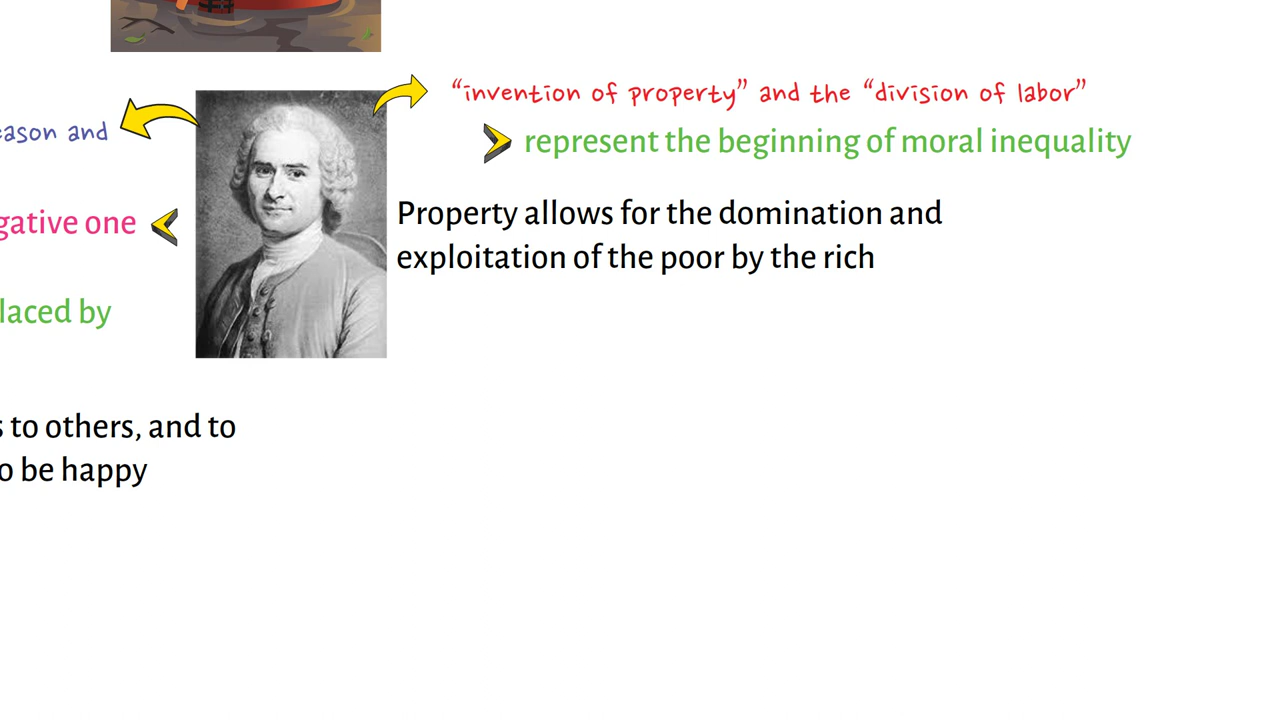 “invention of property” and the “division of labor”
represent the beginning of moral inequality
Property allows for the domination and
exploitation of the poor by the rich
and
gative one
laced by
to others, and to
be happy